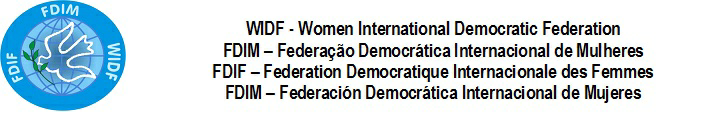 FDIM
FDIF
WIDF
WIDF - Women International Democratic Federation
FDIM – Federação Democrática Internacional de Mulheres
FDIF – Federation Democratique Internationale des Femmes
FDIM – Federación Democrática Internacional de Mujeres